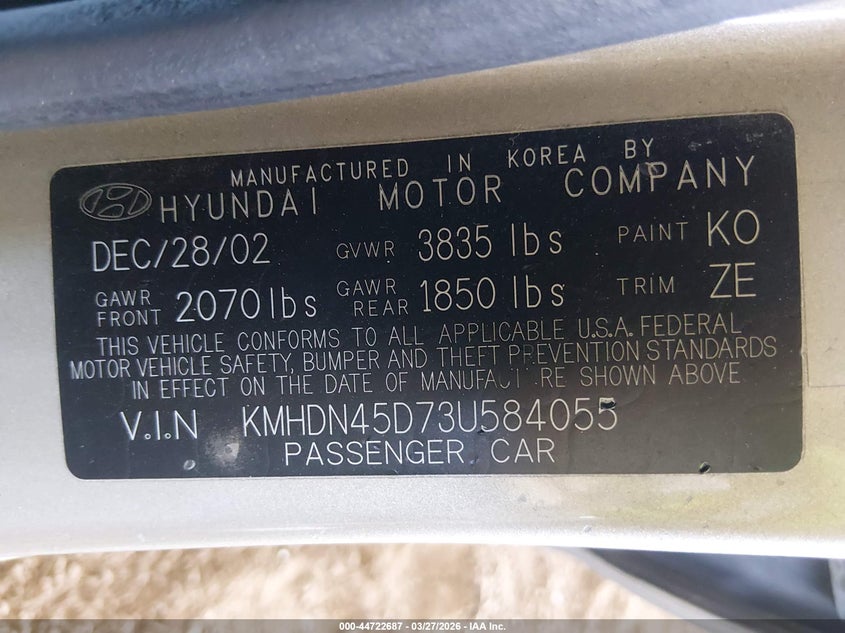 MANUFACTURED IN KOREA BY
HYUNDAI MOTOR COMPANY
DEC/28/02 GVWR 3835 lbs PAINT KO
GAWR FRONT 2070 lbs GAWR REAR 1850 lbs TRIM ZE
THIS VEHICLE CONFORMS TO ALL APPLICABLE U.S.A. FEDERAL
MOTOR VEHICLE SAFETY, BUMPER AND THEFT PREVENTION STANDARDS
IN EFFECT ON THE DATE OF MANUFACT RE SHOWN ABOVE
V.I.N KMHDN45D73U584055
PASSENGER CAR
000-44722687 - 03/27/2026 - IAA Inc.